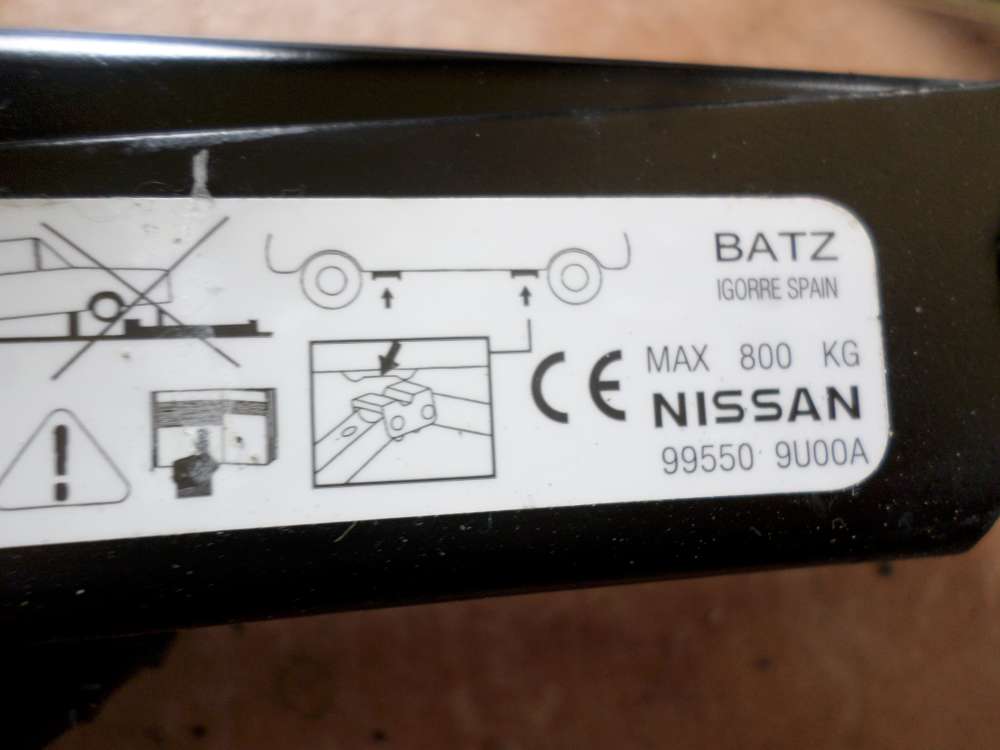 BATZ
IGORRE SPAIN
CE
MAX 800 KG
NISSAN
99550 9U00A